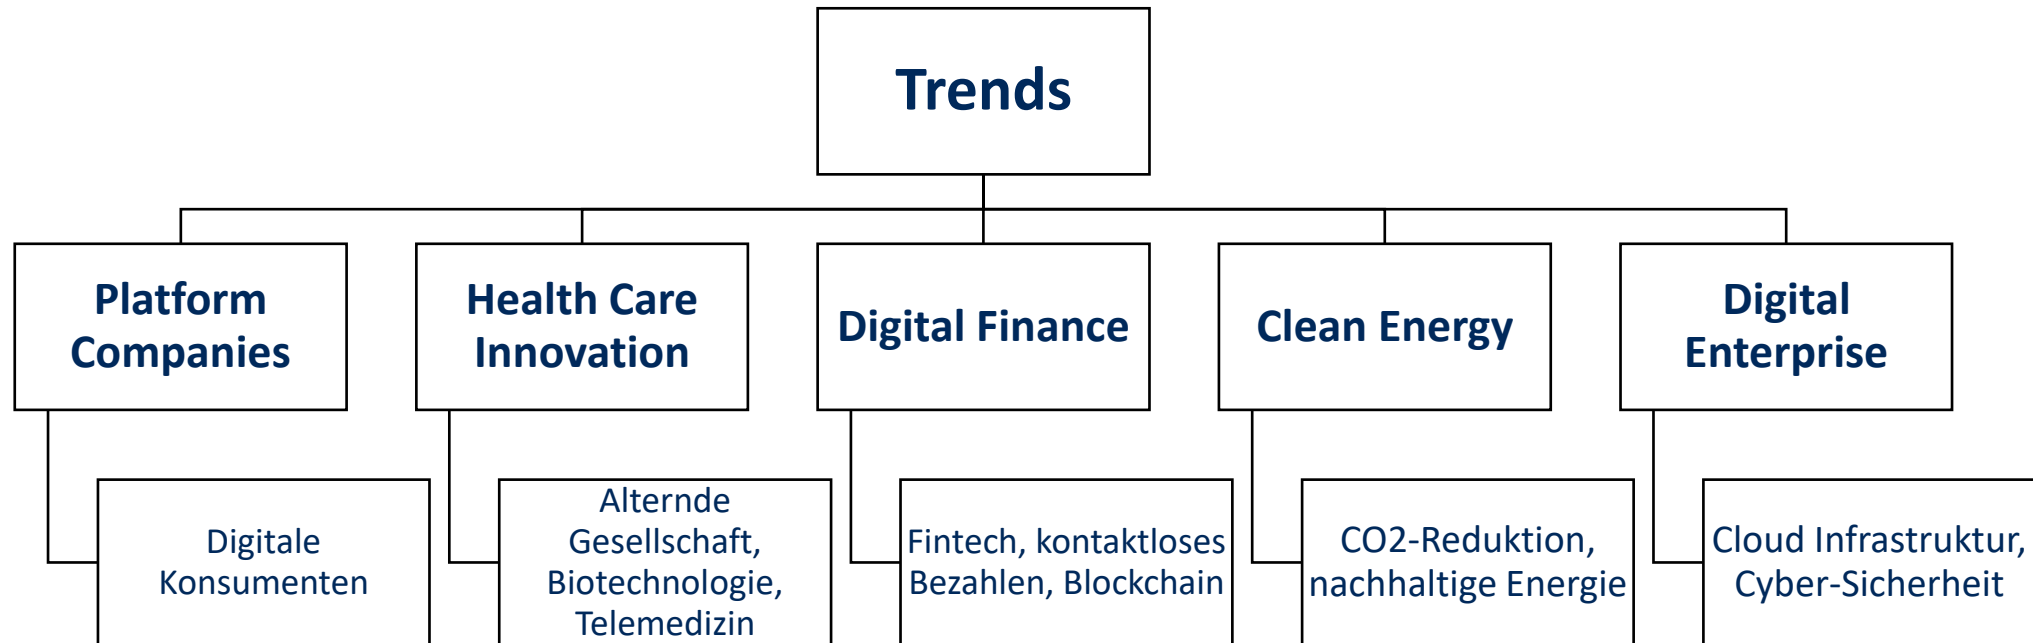 Trends
Platform
Companies
Health Care
Innovation
Digital Finance
Clean Energy
Digital
Enterprise
Digitale
Konsumenten
Alternde
Gesellschaft,
Biotechnologie,
Telemedizin
Fintech, kontaktloses
Bezahlen, Blockchain
CO2-Reduktion,
nachhaltige Energie
Cloud Infrastruktur,
Cyber-Sicherheit